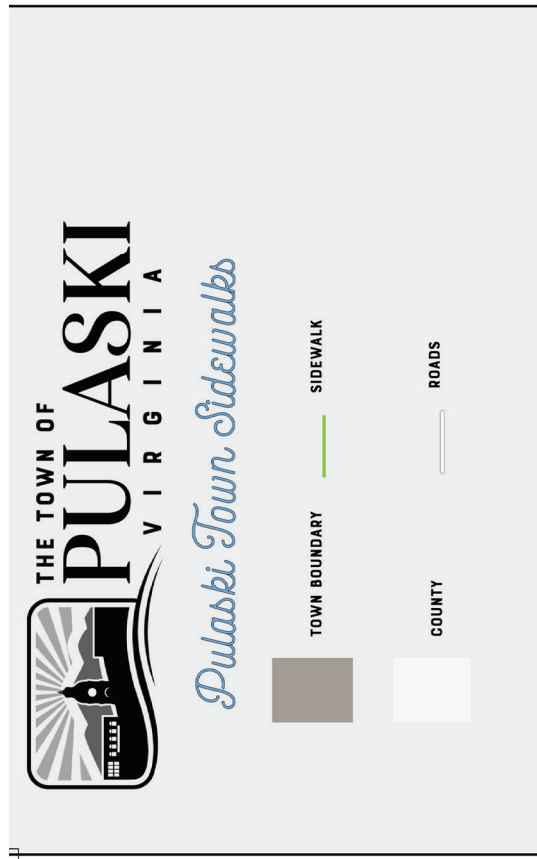 THE TOWN OF
PULASKI
VIRGINIA
Pulaski Town Sidewalks
TOWN BOUNDARY
SIDEWALK
COUNTY
ROADS